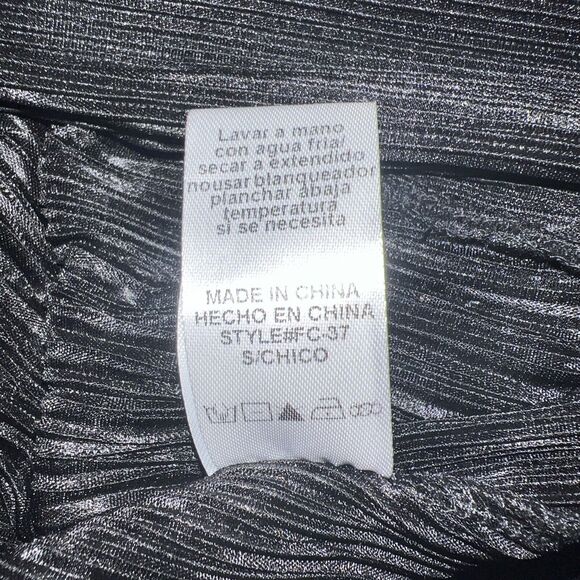 Lavar a mano
con agua fria/
secar a extendido
nousar blanqueador
planchar abaja
temperatura
si se necesita
MADE IN CHINA
HECHO EN CHINA
STYLE#FC-37
S/CHICO